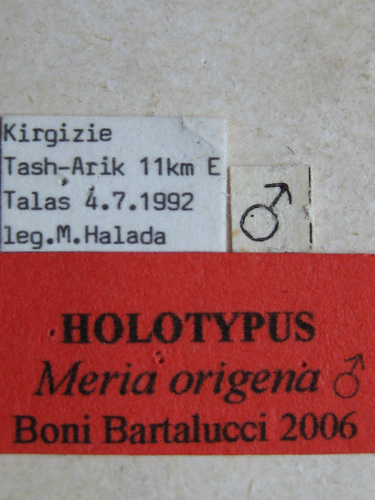 Kirgizie
Tash-Arik 11km E
Talas 4.7.1992
leg.M.Halada
♂
HOLOTYPUS
Meria origena ♂
Boni Bartalucci 2006